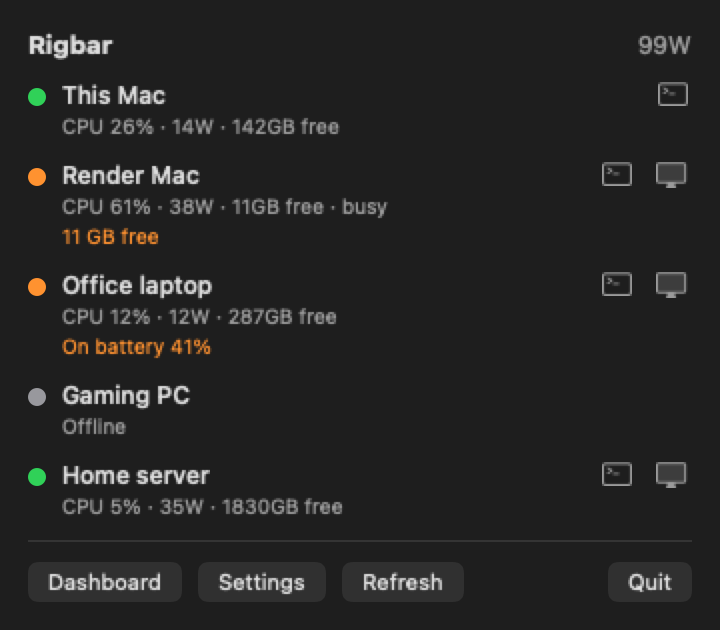 Rigbar 99W
This Mac
CPU 26% · 14W · 142GB free
Render Mac
CPU 61% · 38W · 11GB free · busy
11 GB free
Office laptop
CPU 12% · 12W · 287GB free
On battery 41%
Gaming PC
Offline
Home server
CPU 5% · 35W · 1830GB free
Dashboard Settings Refresh Quit